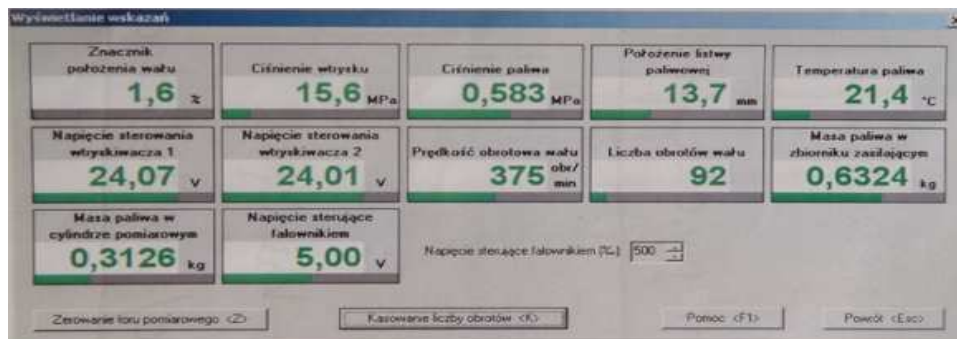 Wyświetlanie wskazań
Znacznik
położenia wału
1,6 %
Ciśnienie wtrysku
15,6 MPa
Ciśnienie paliwa
0,583 MPa
Położenie listwy
paliwowej
13,7 mm
Temperatura paliwa
21,4 °C
Napięcie sterowania
wtryskiwacza 1
24,07 V
Napięcie sterowania
wtryskiwacza 2
24,01 V
Prędkość obrotowa wału
375 obr/
min
Liczba obrotów wału
92
Masa paliwa w
zbiorniku zasilającym
0,6324 kg
Masa paliwa w
cylindrze pomiarowym
0,3126 kg
Napięcie sterujące
falownikiem
5,00 V
Napięcie sterujące falownikiem [‰]: 500
Zerowanie toru pomiarowego <Z>
Kasowanie liczby obrotów <K>
Pomoc <F1>
Powrót <Esc>